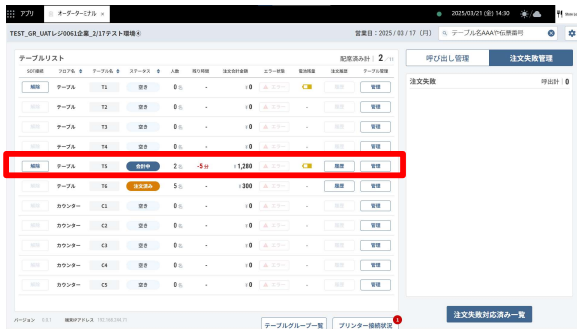 アプリ オーダーターミナル × 2025/03/21 (金) 14:30
TEST_GR_UATレジ0061企業_2/17テスト環境④ 営業日：2025 / 03 / 17 (月) テーブル名AAAや伝票番号
テーブルリスト 配席済み計 2
呼び出し管理 注文失敗管理
注文失敗 呼出計 0
フロア名 テーブル名 ステータス 人数 残り時間 注文合計金額 エラー状態 電池残量 注文履歴 テーブル管理
解除 テーブル T1 空き 0名 - ¥0 エラー 履歴 管理
解除 テーブル T2 空き 0名 - ¥0 エラー - 履歴 管理
解除 テーブル T3 空き 0名 - ¥0 エラー - 履歴 管理
解除 テーブル T4 空き 0名 - ¥0 エラー - 履歴 管理
解除 テーブル T5 会計中 2名 -5分 ¥1,280 エラー 履歴 管理
解除 テーブル T6 注文済み 5名 - ¥300 エラー - 履歴 管理
解除 カウンター C1 空き 0名 - ¥0 エラー - 履歴 管理
解除 カウンター C2 空き 0名 - ¥0 エラー - 履歴 管理
解除 カウンター C3 空き 0名 - ¥0 エラー - 履歴 管理
解除 カウンター C4 空き 0名 - ¥0 エラー - 履歴 管理
解除 カウンター C5 空き 0名 - ¥0 エラー - 履歴 管理
バージョン 端末IPアドレス
テーブルグループ一覧 プリンター接続状況 1
注文失敗対応済み一覧